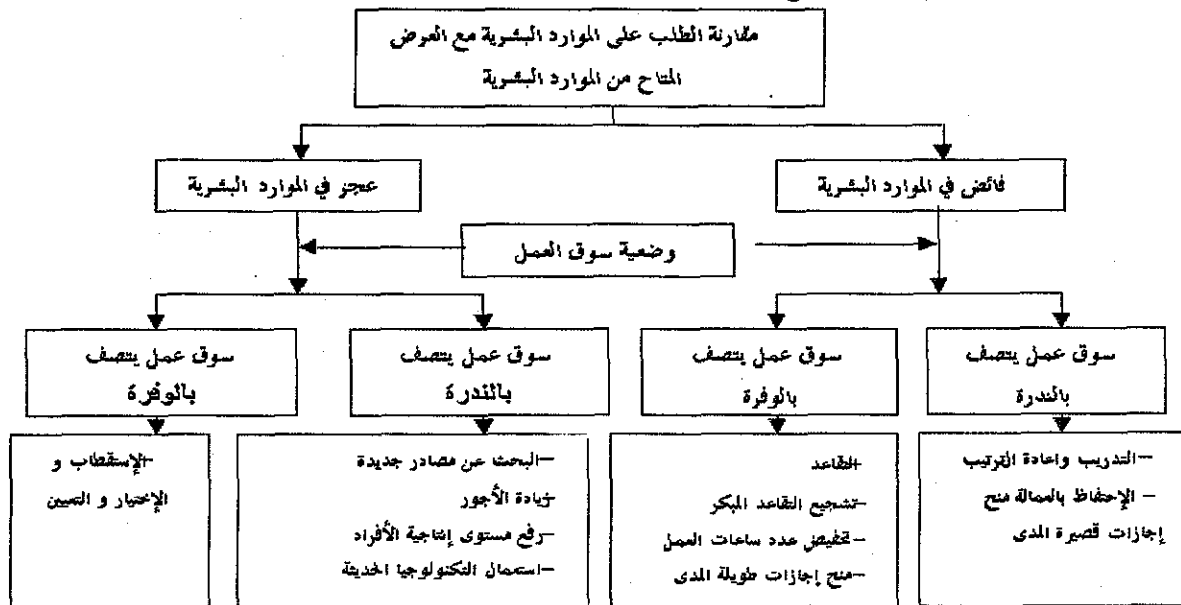 مقارنة الطلب على الموارد البشرية مع العرض
المتاح من الموارد البشرية
فائض في الموارد البشرية
عجز في الموارد البشرية
وضعية سوق العمل
سوق عمل يتصف
بالندرة
سوق عمل يتصف
بالوفرة
سوق عمل يتصف
بالندرة
سوق عمل يتصف
بالوفرة
–التدريب واعادة الترتيب
– الإحتفاظ بالعمالة منح
إجازات قصيرة المدى
التقاعد
–تشجيع التقاعد المبكر
–تخفيض عدد ساعات العمل
–منح إجازات طويلة المدى
–البحث عن مصادر جديدة
–زيادة الأجور
–رفع مستوى إنتاجية الأفراد
–استعمال التكنولوجيا الحديثة
–الإستقطاب و
الإختيار و التعيين